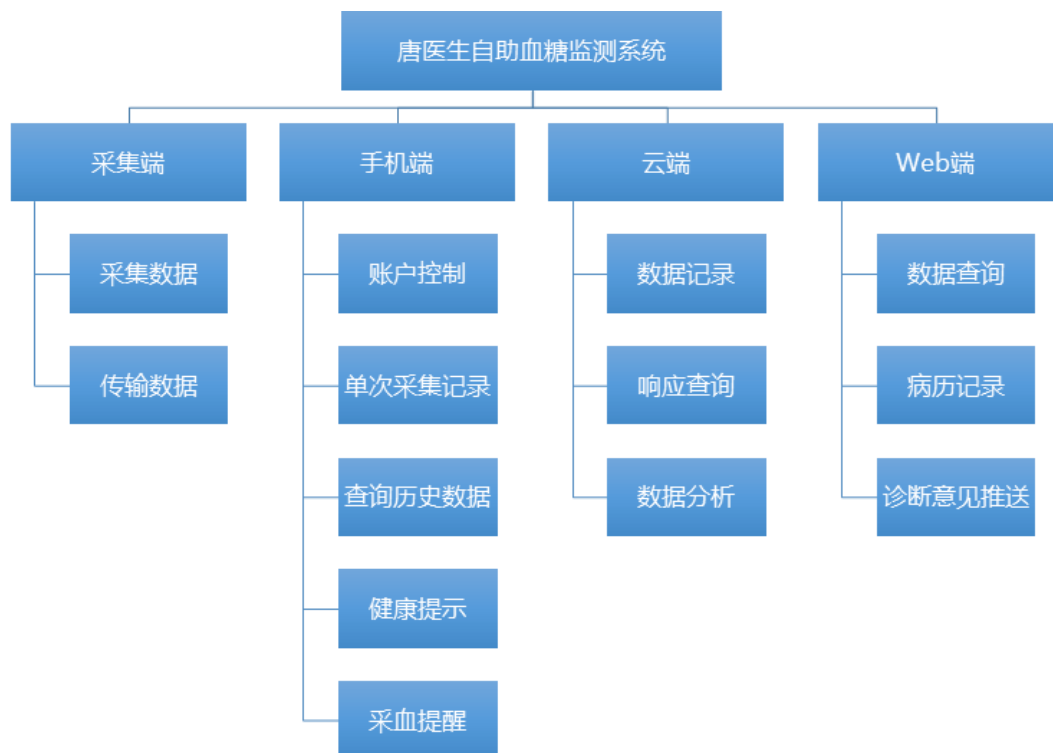 唐医生自助血糖监测系统
采集端
手机端
云端
Web端
采集数据
账户控制
数据记录
数据查询
传输数据
单次采集记录
响应查询
病历记录
查询历史数据
数据分析
诊断意见推送
健康提示
采血提醒